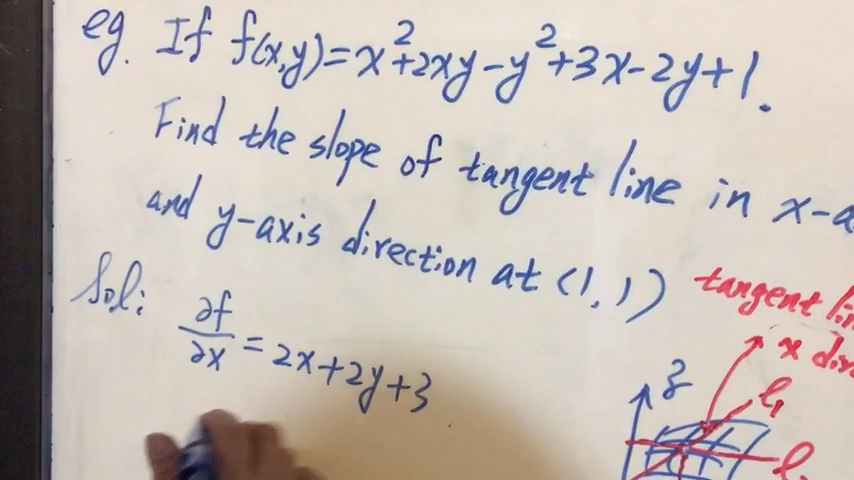 eg. If f(x,y)=x²+2xy-y²+3x-2y+1.
Find the slope of tangent line in x-a
and y-axis direction at (1,1)
Sol:
∂f/∂x = 2x+2y+3
tangent lin
x dir
z
l₁
l